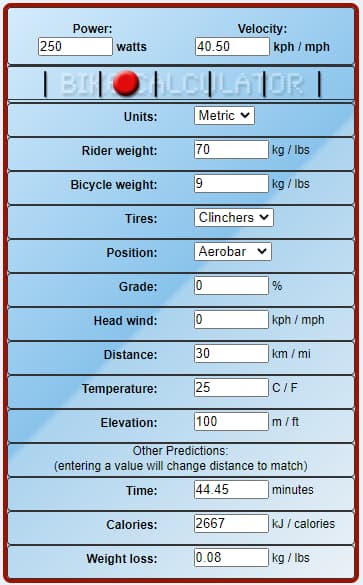 Power: Velocity:
250 watts 40.50 kph / mph
BIKE CALCULATOR
Units: Metric
Rider weight: 70 kg / lbs
Bicycle weight: 9 kg / lbs
Tires: Clinchers
Position: Aerobar
Grade: 0 %
Head wind: 0 kph / mph
Distance: 30 km / mi
Temperature: 25 C / F
Elevation: 100 m / ft
Other Predictions:
(entering a value will change distance to match)
Time: 44.45 minutes
Calories: 2667 kJ / calories
Weight loss: 0.08 kg / lbs